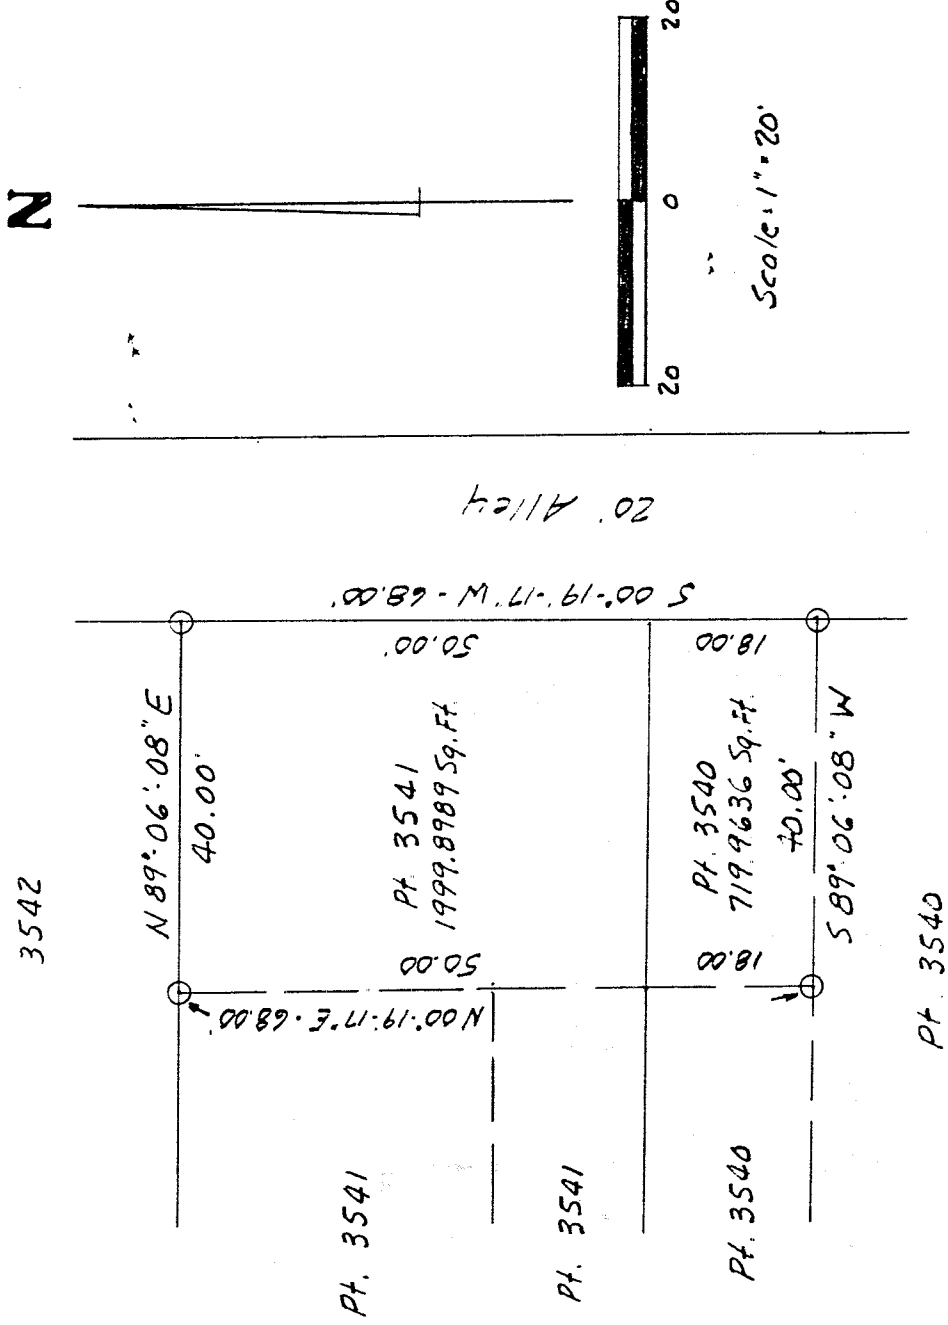 N
20
0
20
Scale: 1" = 20'
20' Alley
S 00°-19'-17" W - 68.00'
50.00'
18.00
3542
N 89°-06'-08" E
40.00'
Pt. 3541
1999.8989 Sq.Ft.
Pt. 3540
719.9636 Sq.Ft.
40.00'
S 89°-06'-08" W
50.00
18.00
N 00°-19'-17" E - 68.00'
Pt. 3541
Pt. 3541
Pt. 3540
Pt. 3540